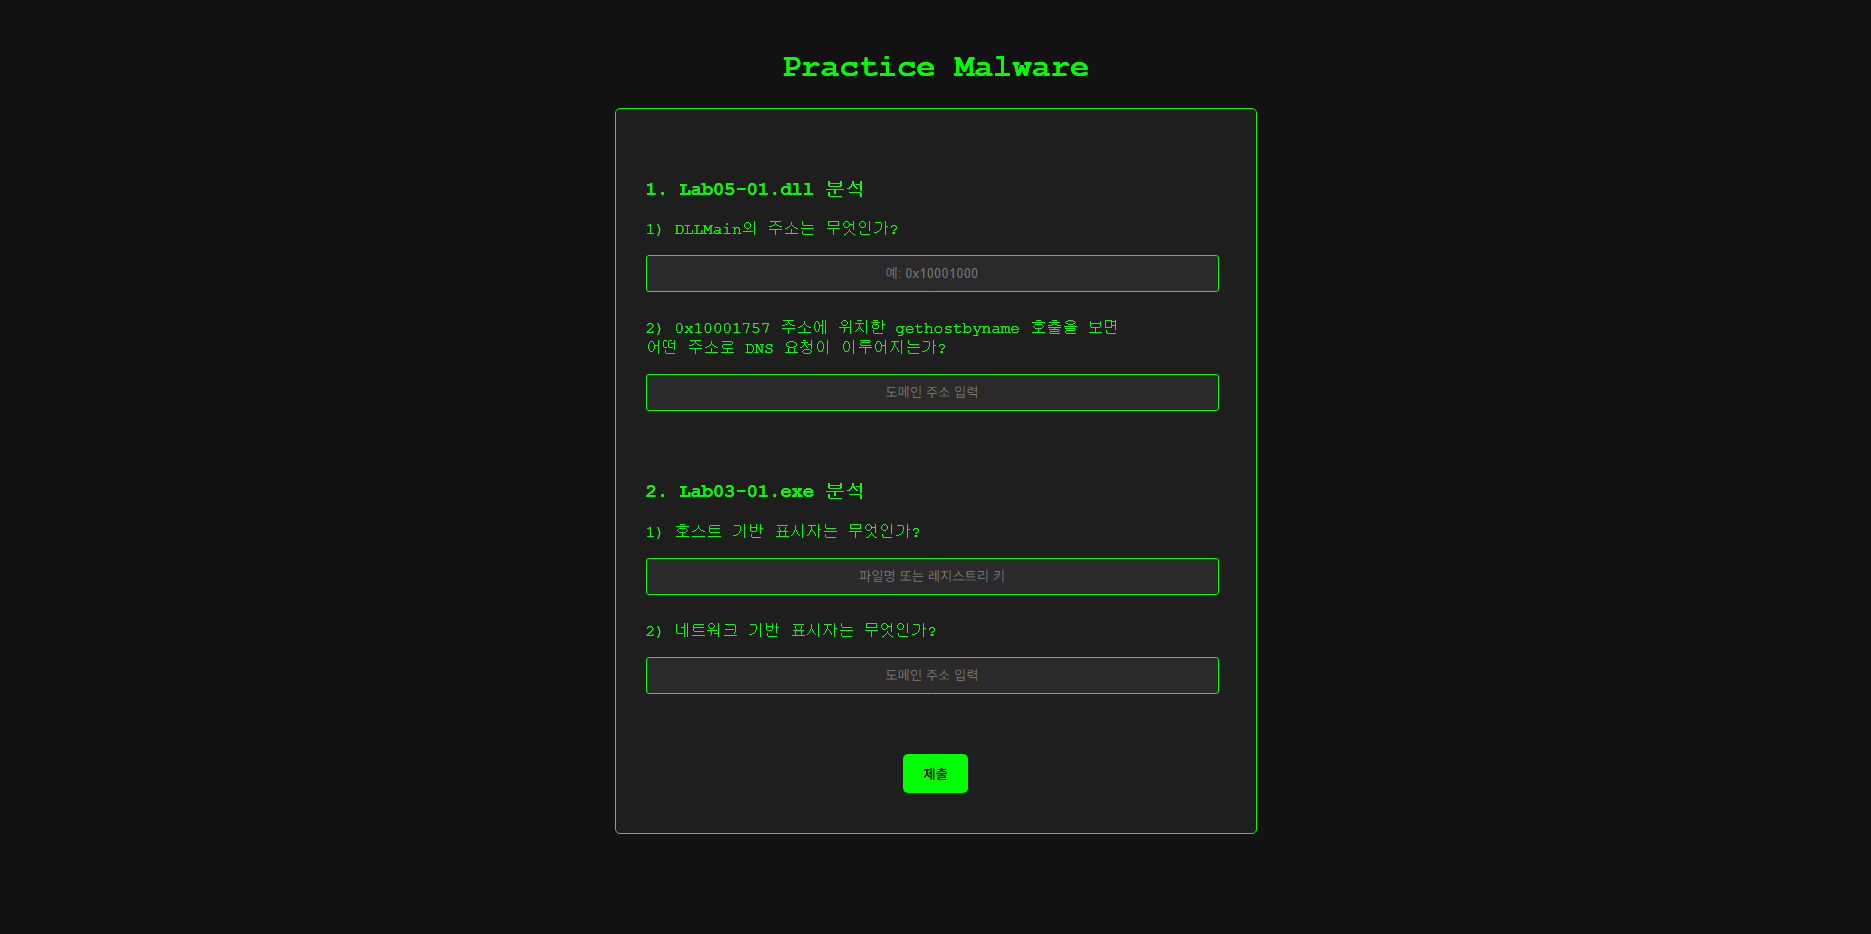 Practice Malware
1. Lab05-01.dll 분석
1) DLLMain의 주소는 무엇인가?
예: 0x10001000
2) 0x10001757 주소에 위치한 gethostbyname 호출을 보면
어떤 주소로 DNS 요청이 이루어지는가?
도메인 주소 입력
2. Lab03-01.exe 분석
1) 호스트 기반 표시자는 무엇인가?
파일명 또는 레지스트리 키
2) 네트워크 기반 표시자는 무엇인가?
도메인 주소 입력
제출